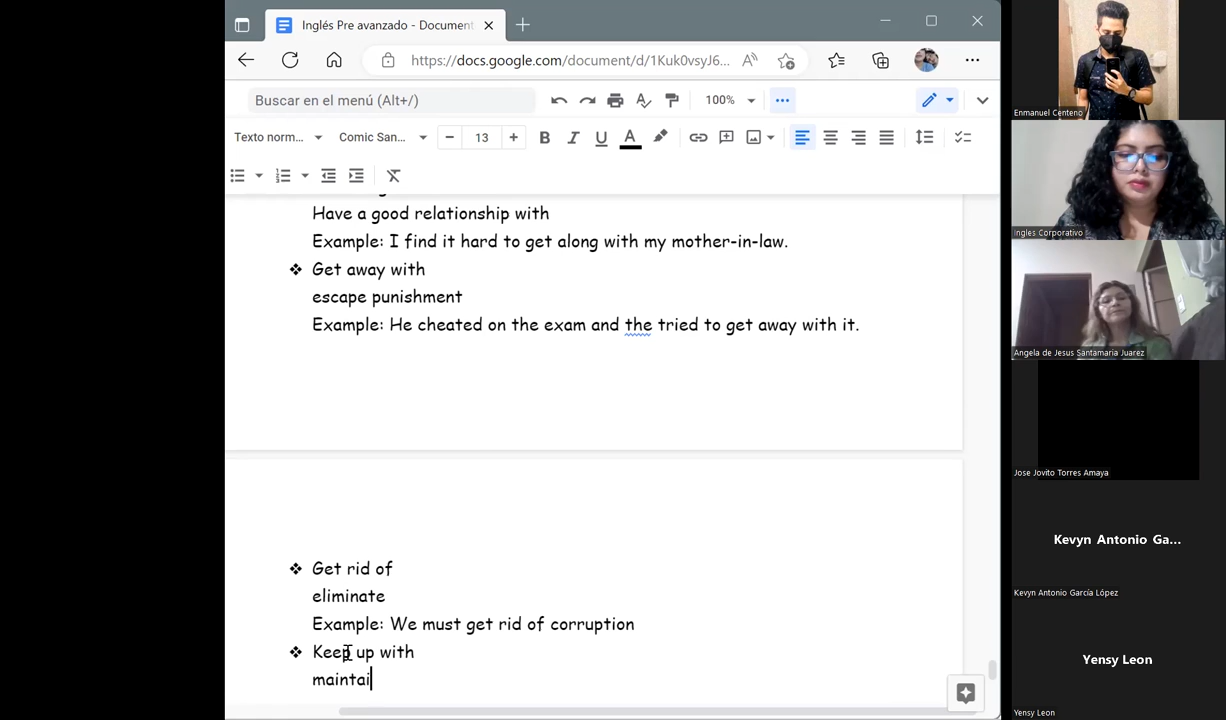 Inglés Pre avanzado - Document
https://docs.google.com/document/d/1Kuk0vsyJ6...
Buscar en el menú (Alt+/)
100%
Texto norm...
Comic San...
13
Have a good relationship with
Example: I find it hard to get along with my mother-in-law.
❖ Get away with
escape punishment
Example: He cheated on the exam and the tried to get away with it.
❖ Get rid of
eliminate
Example: We must get rid of corruption
❖ Keep up with
maintai
Enmanuel Centeno
Ingles Corporativo
Angela de Jesus Santamaria Juarez
Jose Jovito Torres Amaya
Kevyn Antonio Ga...
Kevyn Antonio García López
Yensy Leon
Yensy Leon